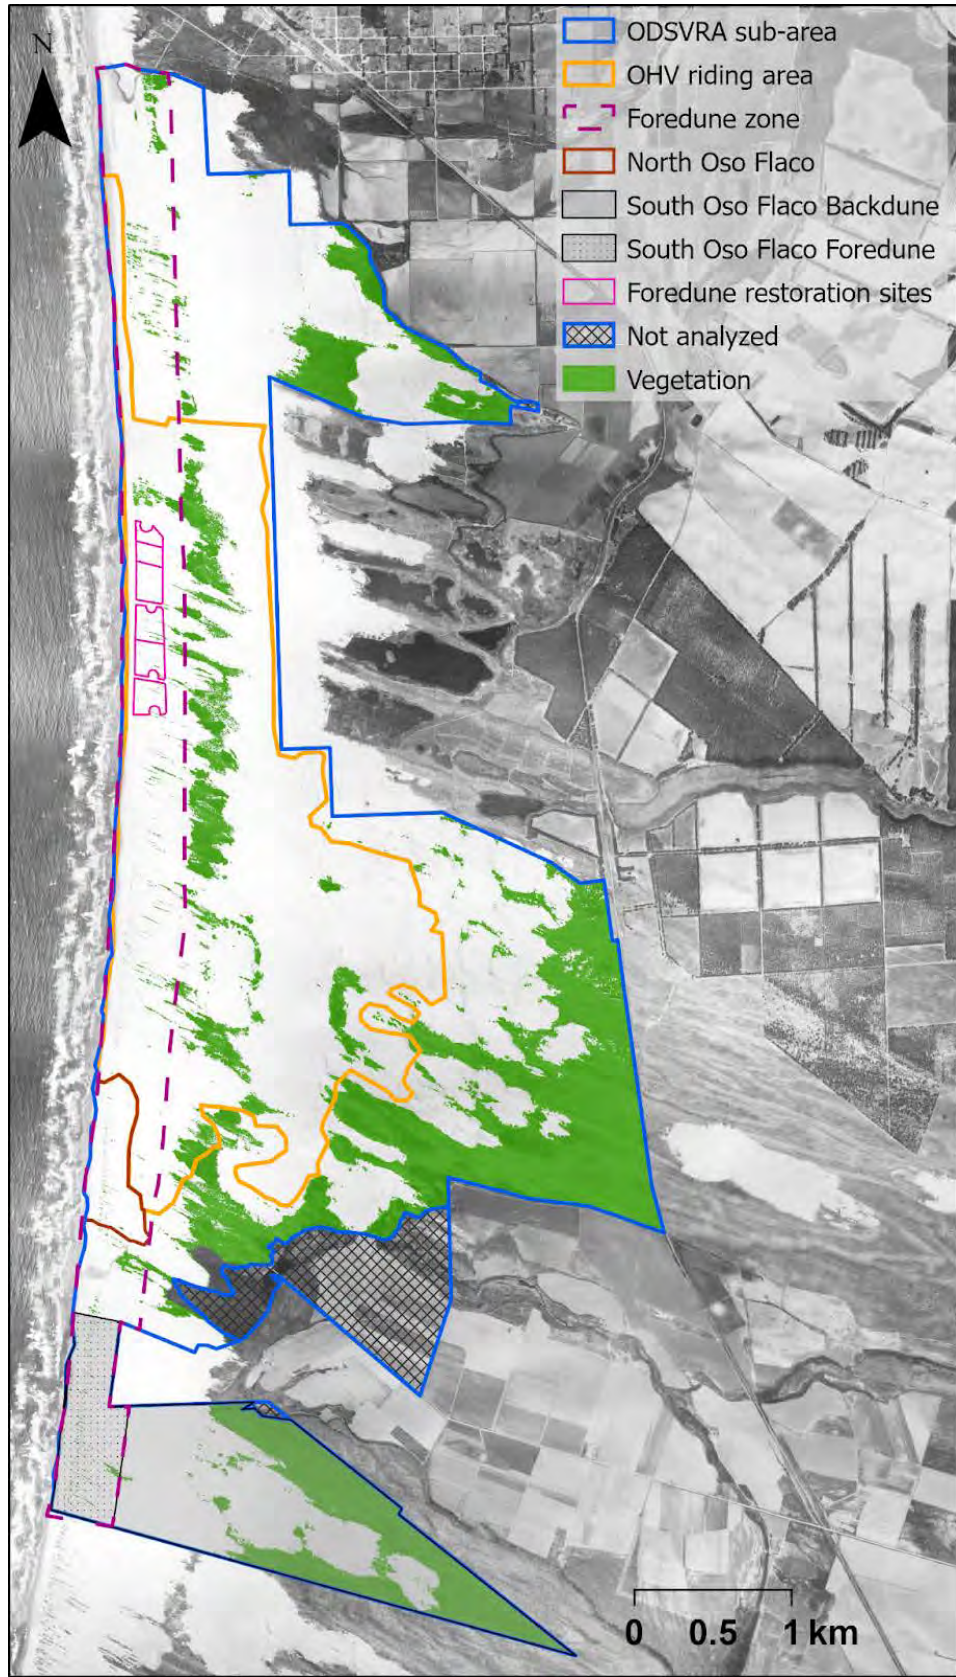 N
ODSVRA sub-area
OHV riding area
Foredune zone
North Oso Flaco
South Oso Flaco Backdune
South Oso Flaco Foredune
Foredune restoration sites
Not analyzed
Vegetation
0 0.5 1 km